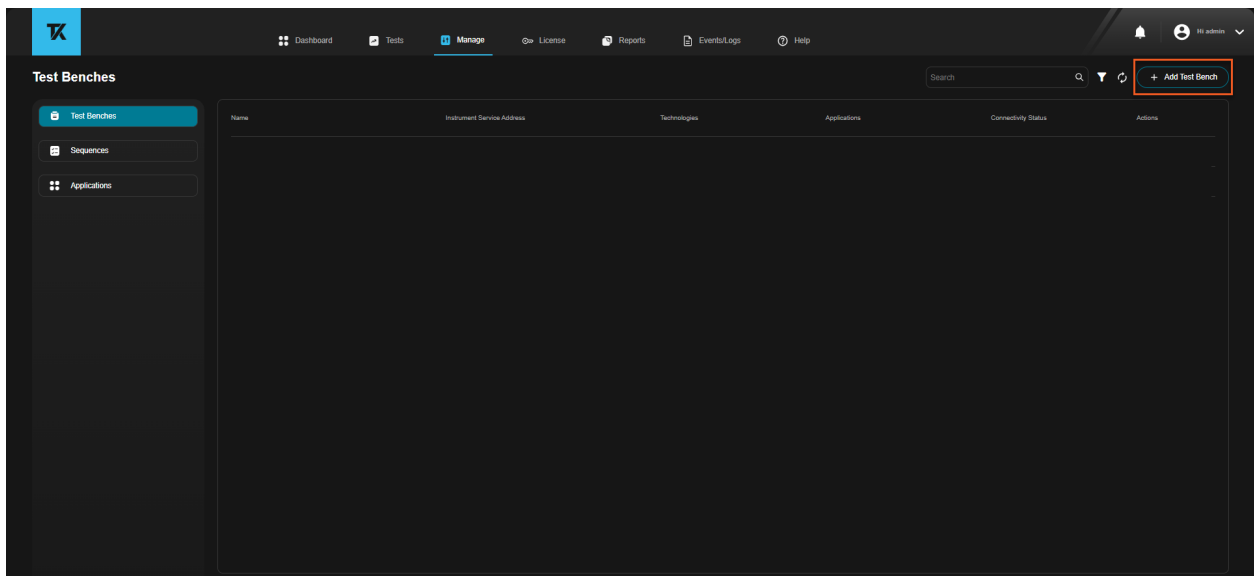 TK
Dashboard Tests Manage License Reports Events/Logs Help Hi admin
Test Benches
Search
+ Add Test Bench
Test Benches
Sequences
Applications
Name Instrument Service Address Technologies Applications Connectivity Status Actions